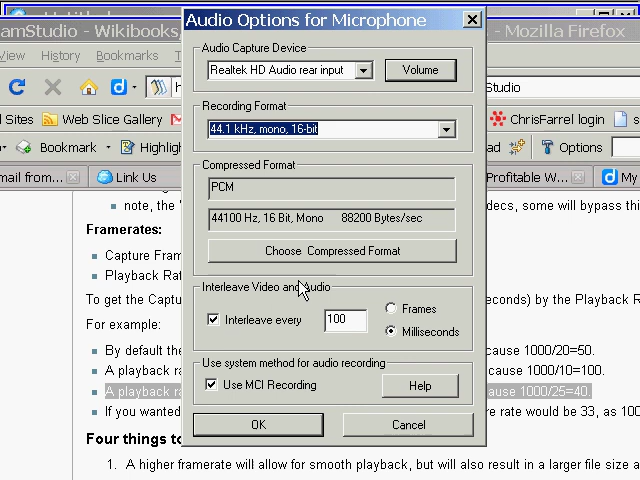 Untitled
Audio Options for Microphone
amStudio - Wikibooks,
- Mozilla Firefox
View History Bookmarks
Audio Capture Device
Realtek HD Audio rear input
Volume
Studio
Sites Web Slice Gallery
ChrisFarrel login
Recording Format
44.1 kHz, mono, 16-bit
Bookmark Highlight
ad Options
mail from... Link Us
Profitable W... My
Compressed Format
PCM
44100 Hz, 16 Bit, Mono 88200 Bytes/sec
Choose Compressed Format
note, the
decs, some will bypass thi
Framerates:
Capture Fram
Playback Rat
Interleave Video and Audio
Interleave every 100
Frames
Milliseconds
To get the Captu
econds) by the Playback R
For example:
By default the
cause 1000/20=50.
A playback ra
cause 1000/10=100.
A playback ra
cause 1000/25=40.
If you wanted
re rate would be 33, as 100
Use system method for audio recording
Use MCI Recording
Help
OK
Cancel
Four things to
1. A higher framerate will allow for smooth playback, but will also result in a larger file size a